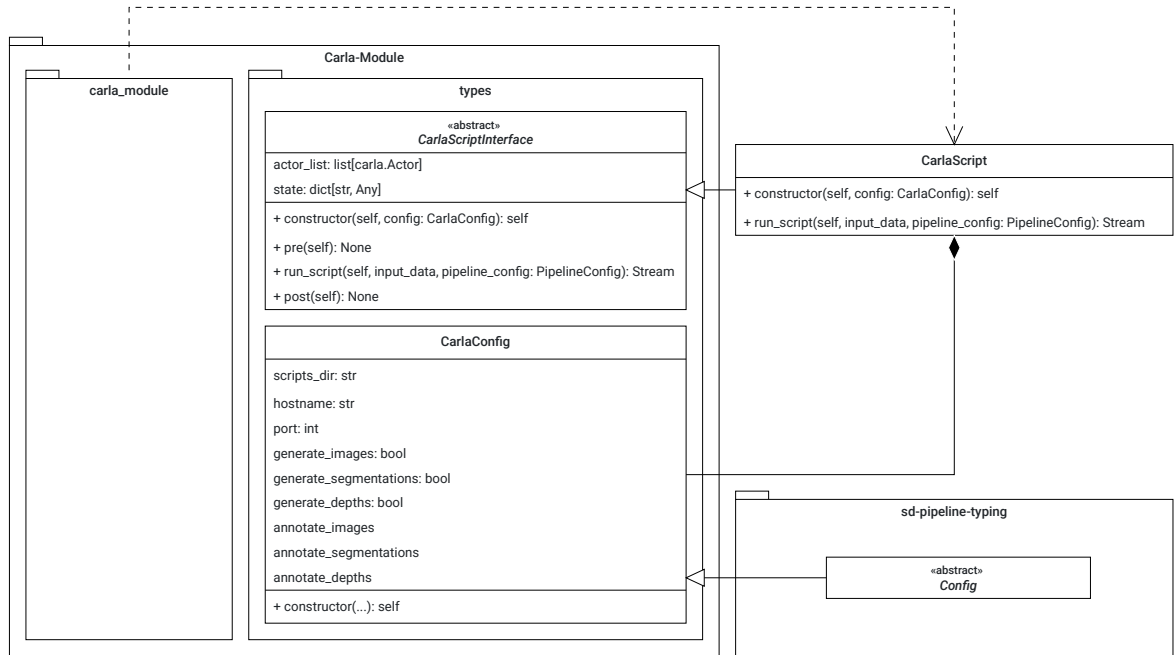 Carla-Module
carla_module
types
«abstract»
CarlaScriptInterface
actor_list: list[carla.Actor]
state: dict[str, Any]
+ constructor(self, config: CarlaConfig): self
+ pre(self): None
+ run_script(self, input_data, pipeline_config: PipelineConfig): Stream
+ post(self): None
CarlaConfig
scripts_dir: str
hostname: str
port: int
generate_images: bool
generate_segmentations: bool
generate_depths: bool
annotate_images
annotate_segmentations
annotate_depths
+ constructor(...): self
CarlaScript
+ constructor(self, config: CarlaConfig): self
+ run_script(self, input_data, pipeline_config: PipelineConfig): Stream
sd-pipeline-typing
«abstract»
Config